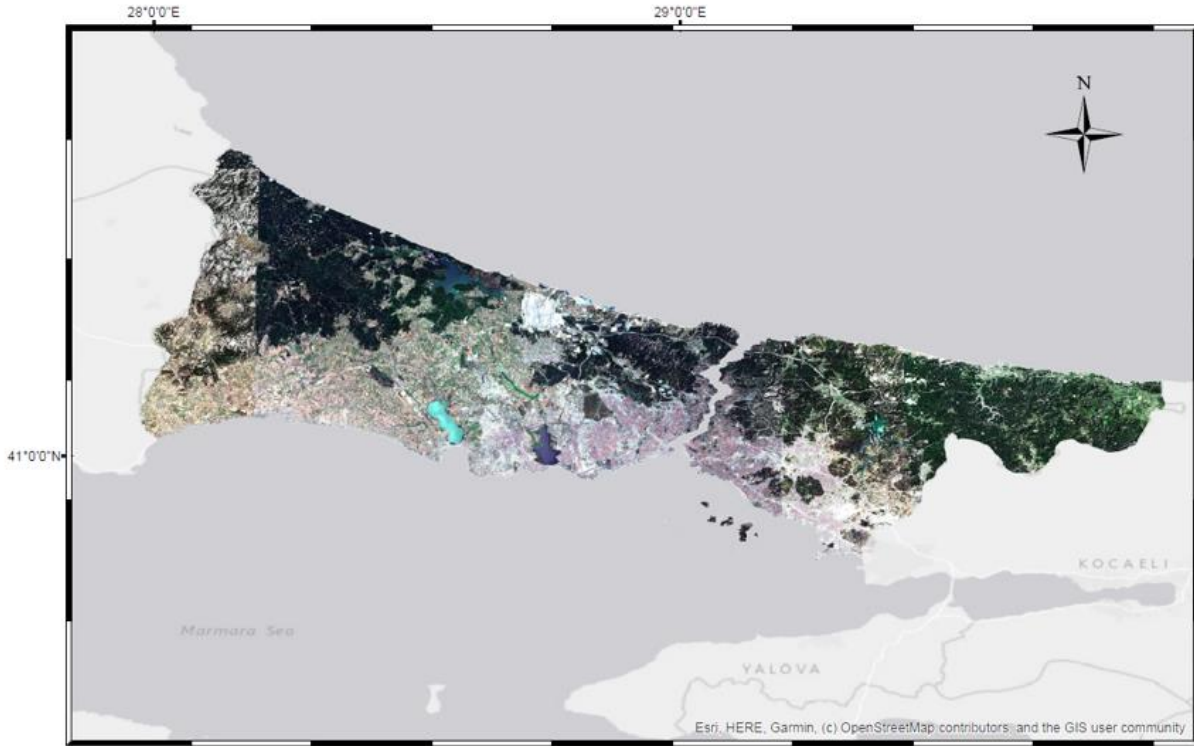 28°0'0"E
29°0'0"E
N
41°0'0"N
KOCAELI
Marmara Sea
YALOVA
Esri, HERE, Garmin, (c) OpenStreetMap contributors, and the GIS user community